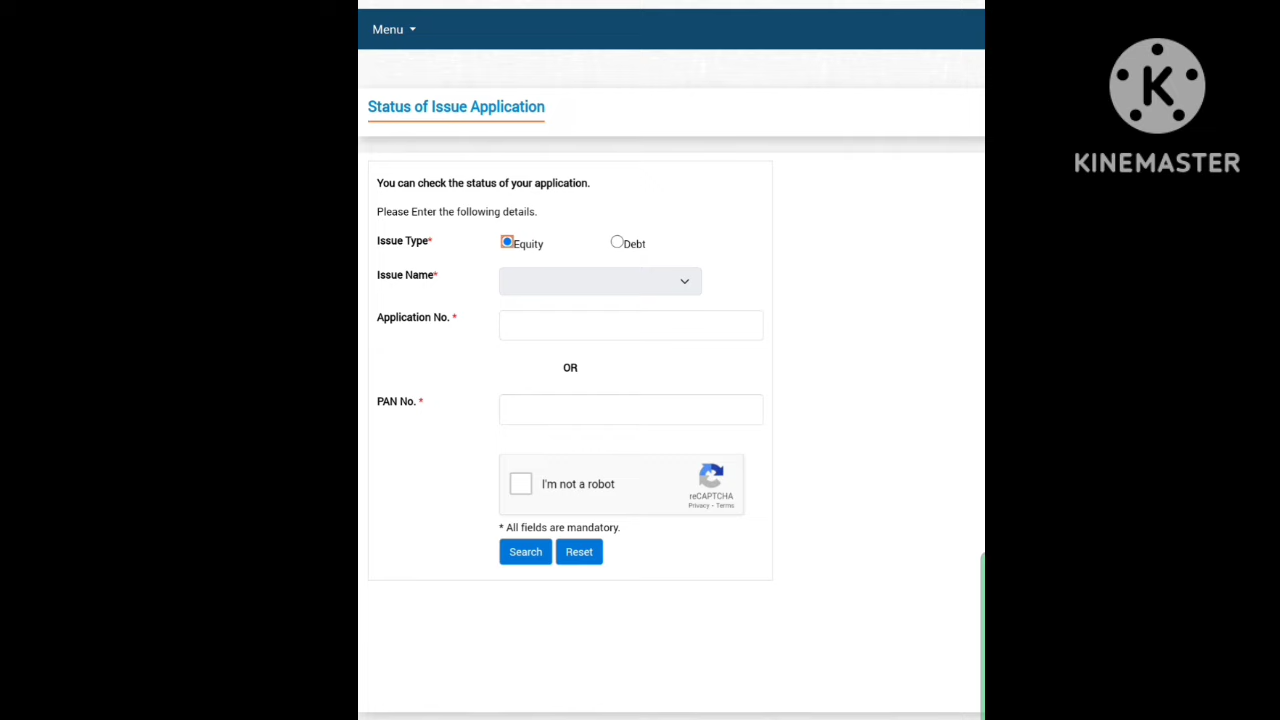 Menu
KINEMASTER
Status of Issue Application
You can check the status of your application.
Please Enter the following details.
Issue Type* Equity Debt
Issue Name*
Application No. *
OR
PAN No. *
I'm not a robot
reCAPTCHA
Privacy - Terms
* All fields are mandatory.
Search Reset